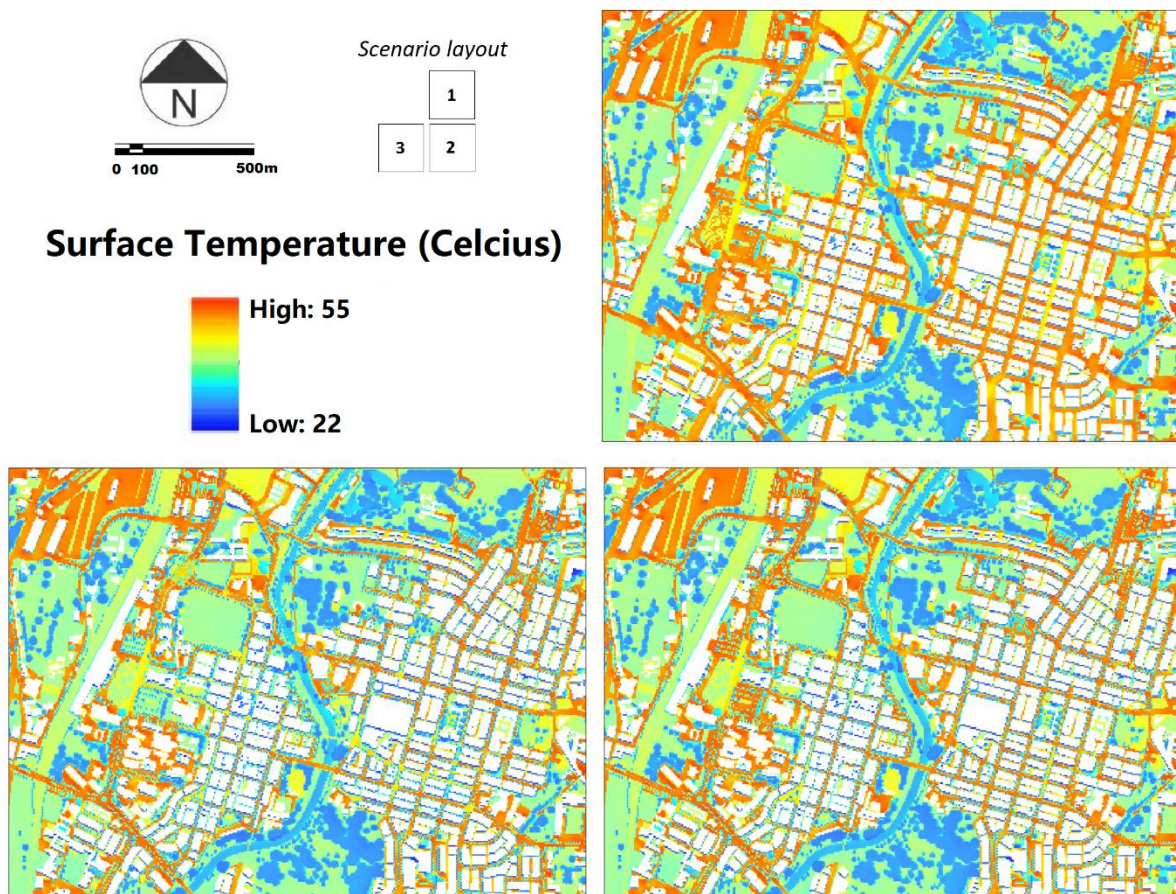 N
0 100 500m
Scenario layout
1
3 2
Surface Temperature (Celcius)
High: 55
Low: 22